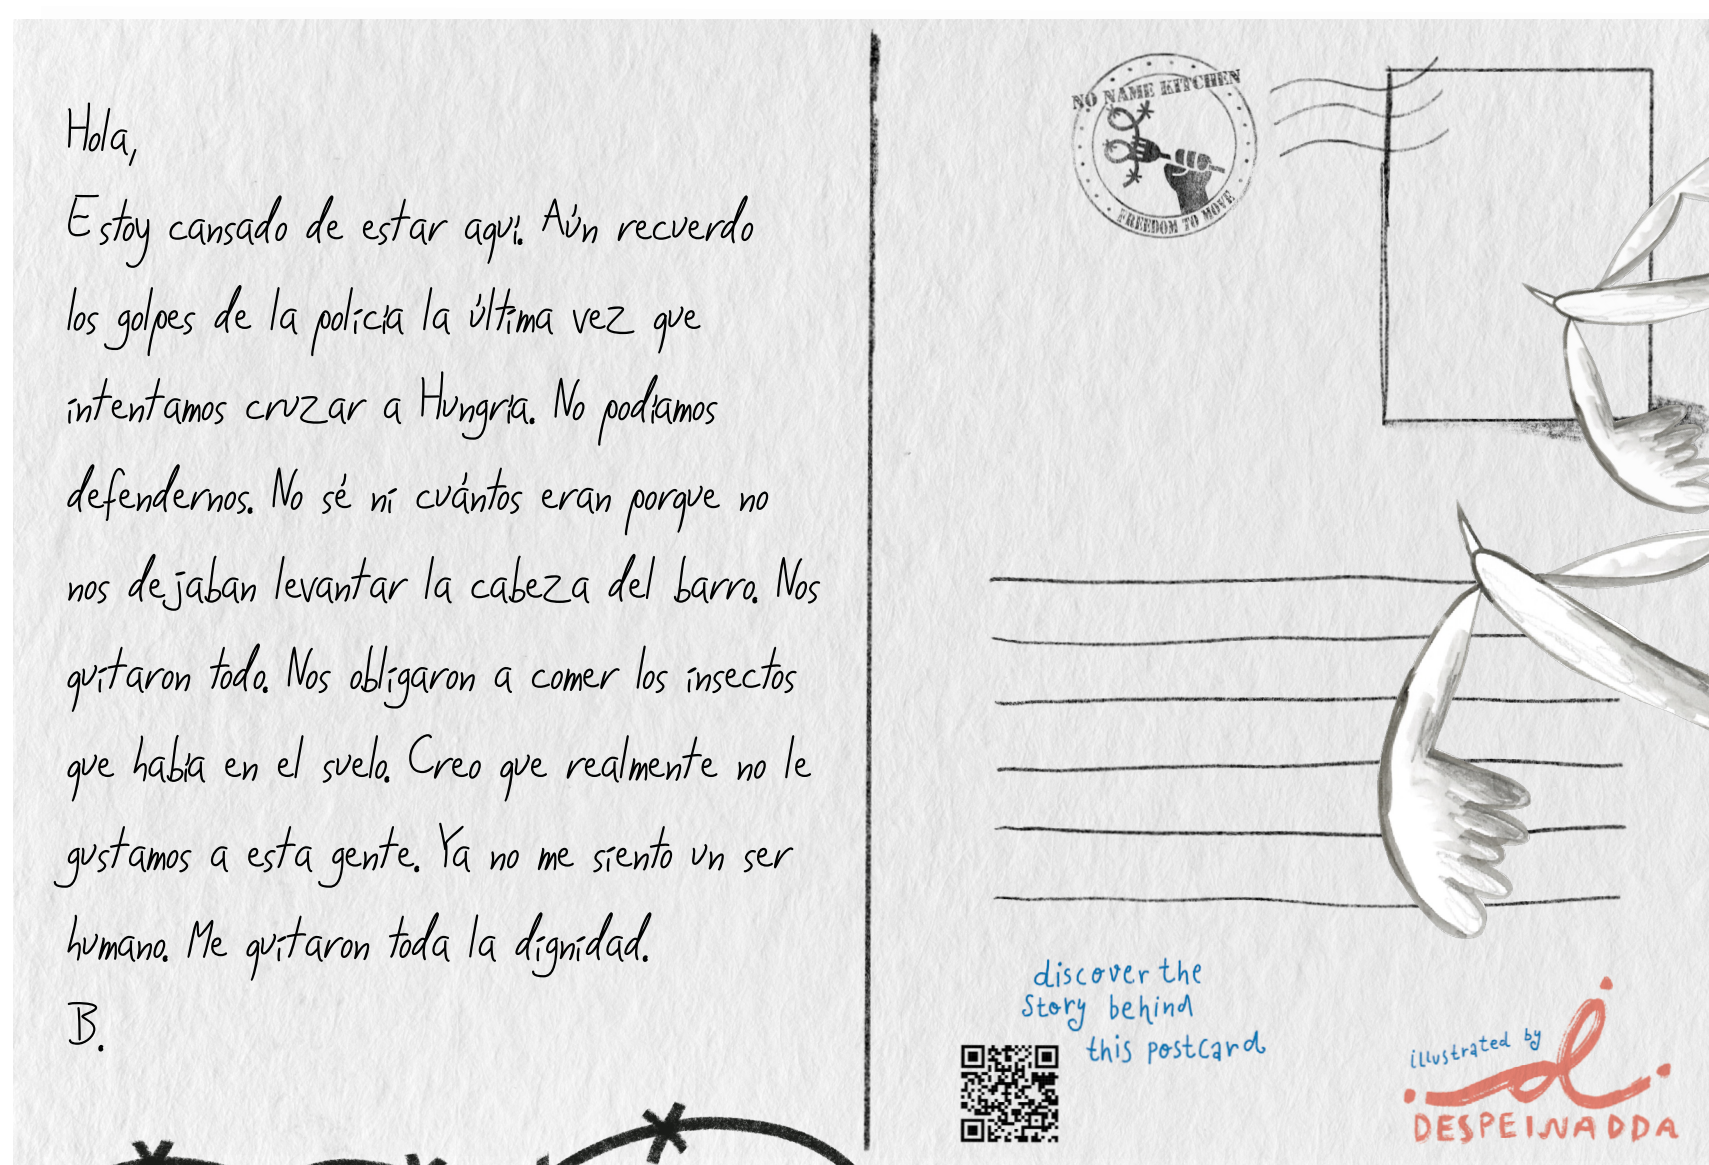 Hola,
Estoy cansado de estar aquí. Aún recuerdo
los golpes de la policía la última vez que
intentamos cruzar a Hungría. No podíamos
defendernos. No sé ni cuántos eran porque no
nos dejaban levantar la cabeza del barro. Nos
quitaron todo. Nos obligaron a comer los insectos
que había en el suelo. Creo que realmente no le
gustamos a esta gente. Ya no me siento un ser
humano. Me quitaron toda la dignidad.
B.
NO NAME KITCHEN
FREEDOM TO MOVE
discover the
story behind
this postcard
illustrated by
d
DESPEINADDA